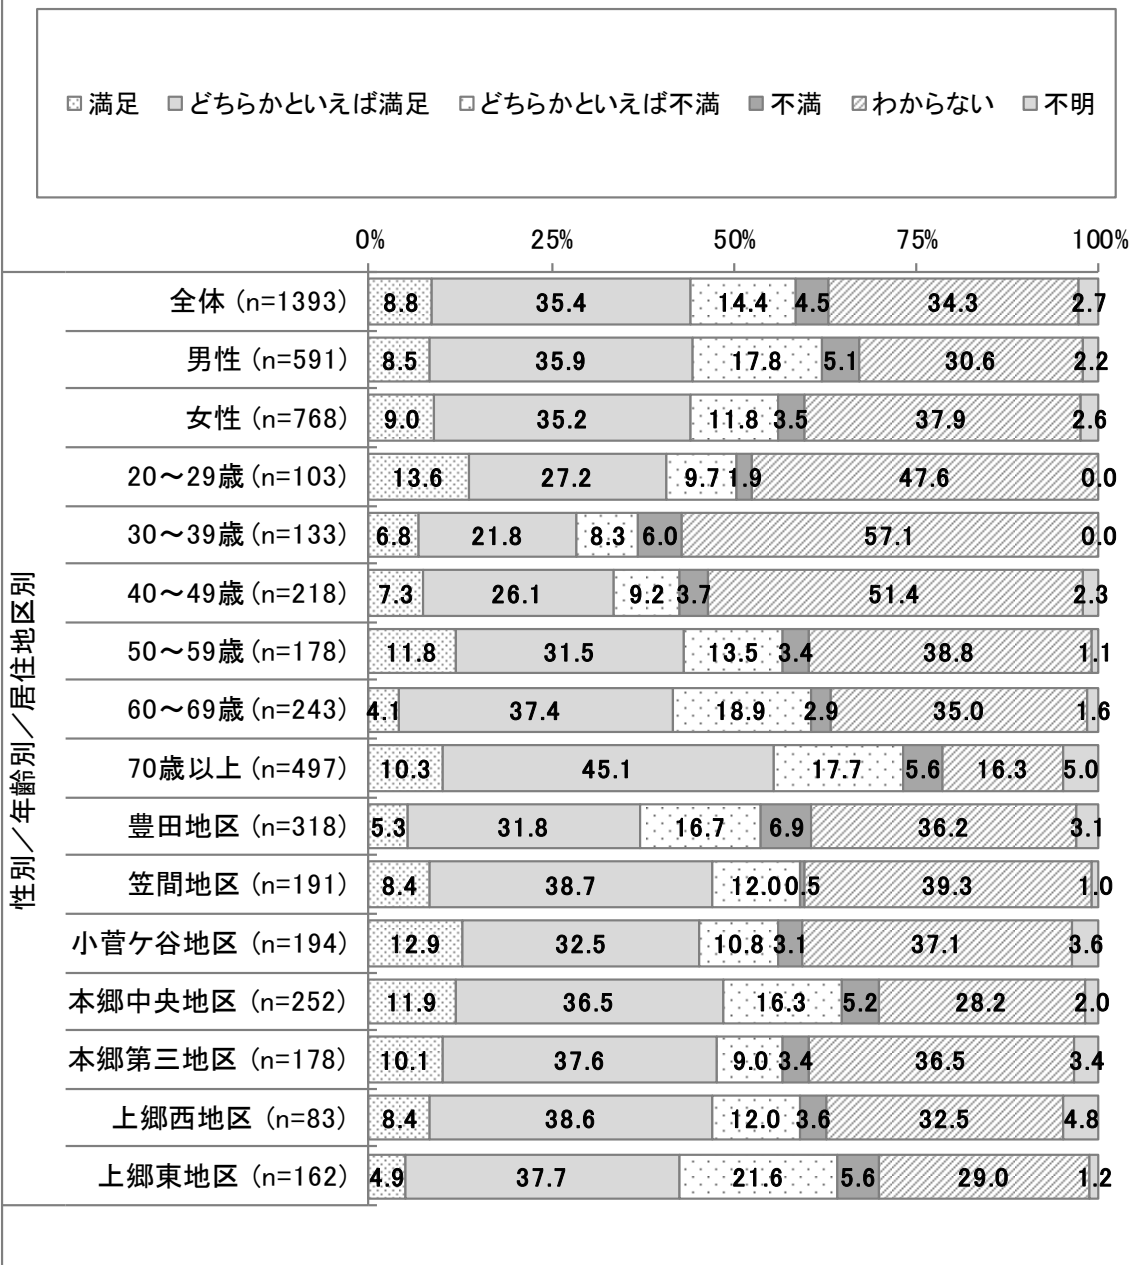 満足 どちらかといえば満足 どちらかといえば不満 不満 わからない 不明
0% 25% 50% 75% 100%
性別／年齢別／居住地区別
全体 (n=1393) 8.8 35.4 14.4 4.5 34.3 2.7
男性 (n=591) 8.5 35.9 17.8 5.1 30.6 2.2
女性 (n=768) 9.0 35.2 11.8 3.5 37.9 2.6
20～29歳 (n=103) 13.6 27.2 9.7 1.9 47.6 0.0
30～39歳 (n=133) 6.8 21.8 8.3 6.0 57.1 0.0
40～49歳 (n=218) 7.3 26.1 9.2 3.7 51.4 2.3
50～59歳 (n=178) 11.8 31.5 13.5 3.4 38.8 1.1
60～69歳 (n=243) 4.1 37.4 18.9 2.9 35.0 1.6
70歳以上 (n=497) 10.3 45.1 17.7 5.6 16.3 5.0
豊田地区 (n=318) 5.3 31.8 16.7 6.9 36.2 3.1
笠間地区 (n=191) 8.4 38.7 12.0 0.5 39.3 1.0
小菅ケ谷地区 (n=194) 12.9 32.5 10.8 3.1 37.1 3.6
本郷中央地区 (n=252) 11.9 36.5 16.3 5.2 28.2 2.0
本郷第三地区 (n=178) 10.1 37.6 9.0 3.4 36.5 3.4
上郷西地区 (n=83) 8.4 38.6 12.0 3.6 32.5 4.8
上郷東地区 (n=162) 4.9 37.7 21.6 5.6 29.0 1.2